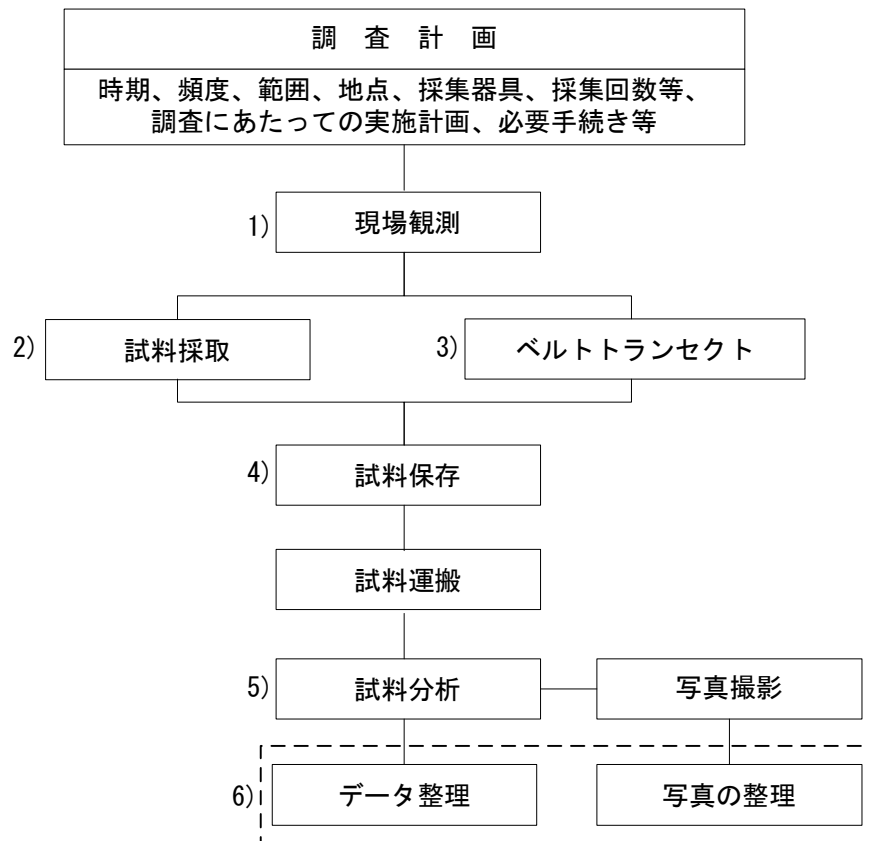 調 査 計 画
時期、頻度、範囲、地点、採集器具、採集回数等、
調査にあたっての実施計画、必要手続き等
1) 現場観測
2) 試料採取
3) ベルトトランセクト
4) 試料保存
試料運搬
5) 試料分析
写真撮影
6) データ整理
写真の整理